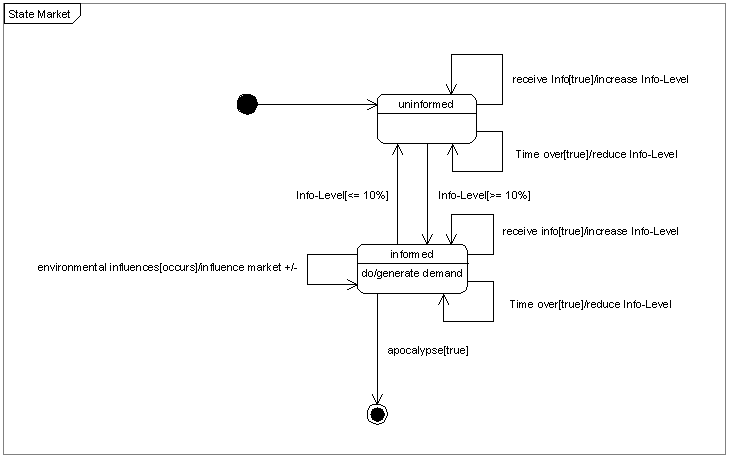 State Market
receive Info[true]/increase Info-Level
uninformed
Time over[true]/reduce Info-Level
Info-Level[<= 10%]
Info-Level[>= 10%]
receive info[true]/increase Info-Level
informed
environmental influences[occurs]/influence market +/-
do/generate demand
Time over[true]/reduce Info-Level
apocalypse[true]